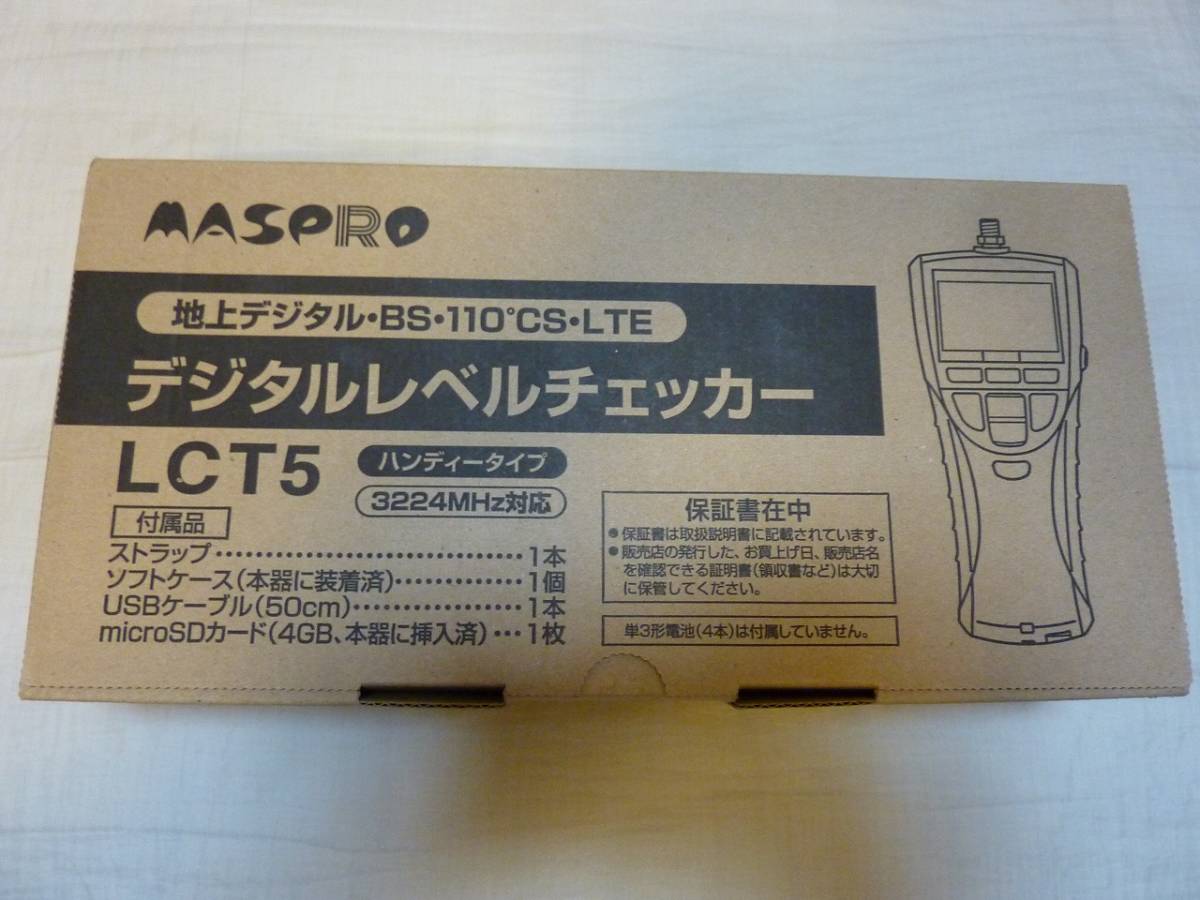 MASPRO
地上デジタル・BS・110°CS・LTE
デジタルレベルチェッカー
LCT5
ハンディータイプ
3224MHz対応
付属品
ストラップ……………………………1本
ソフトケース(本器に装着済)……………1個
USBケーブル(50cm)………………1本
microSDカード(4GB、本器に挿入済)…1枚
保証書在中
●保証書は取扱説明書に記載されています。
●販売店の発行した、お買上げ日、販売店名
を確認できる証明書(領収書など)は大切
に保管してください。
単3形電池(4本)は付属していません。